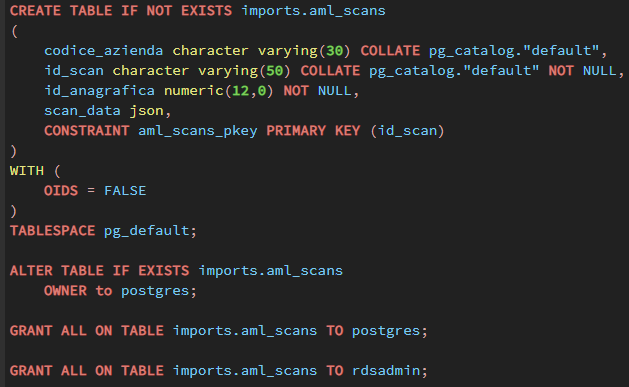 CREATE TABLE IF NOT EXISTS imports.aml_scans
(
    codice_azienda character varying(30) COLLATE pg_catalog."default",
    id_scan character varying(50) COLLATE pg_catalog."default" NOT NULL,
    id_anagrafica numeric(12,0) NOT NULL,
    scan_data json,
    CONSTRAINT aml_scans_pkey PRIMARY KEY (id_scan)
)
WITH (
    OIDS = FALSE
)
TABLESPACE pg_default;

ALTER TABLE IF EXISTS imports.aml_scans
    OWNER to postgres;

GRANT ALL ON TABLE imports.aml_scans TO postgres;

GRANT ALL ON TABLE imports.aml_scans TO rdsadmin;